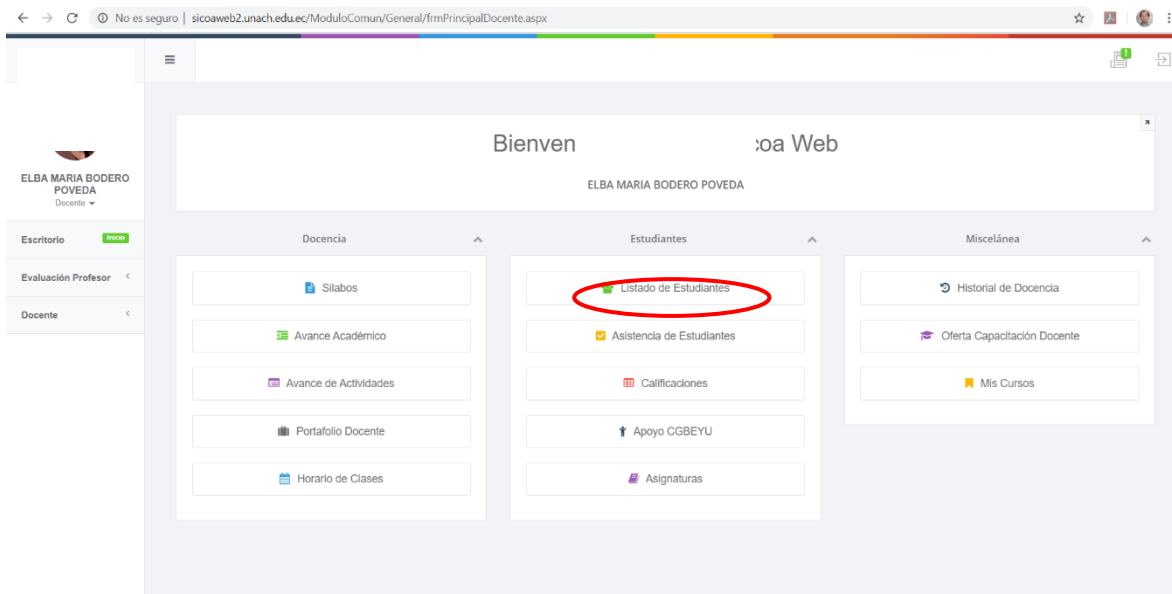 No es seguro | sicoaweb2.unach.edu.ec/ModuloComun/General/frmPrincipalDocente.aspx
Bienven :oa Web
ELBA MARIA BODERO POVEDA
ELBA MARIA BODERO
POVEDA
Docente
Escritorio Inicio
Evaluación Profesor
Docente
Docencia
Silabos
Avance Académico
Avance de Actividades
Portafolio Docente
Horario de Clases
Estudiantes
Listado de Estudiantes
Asistencia de Estudiantes
Calificaciones
Apoyo CGBEYU
Asignaturas
Miscelánea
Historial de Docencia
Oferta Capacitación Docente
Mis Cursos